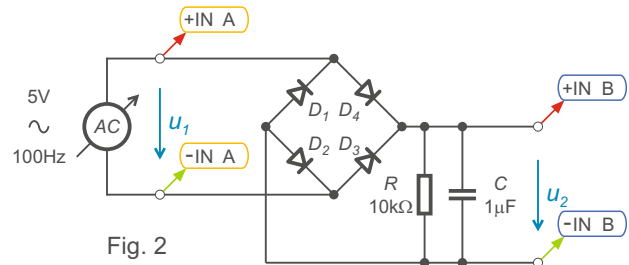 +IN A
+IN B
5V
∼
100Hz
AC
u1
D1 D4
D2 D3
−IN A
R
10kΩ
C
1µF
u2
−IN B
Fig. 2